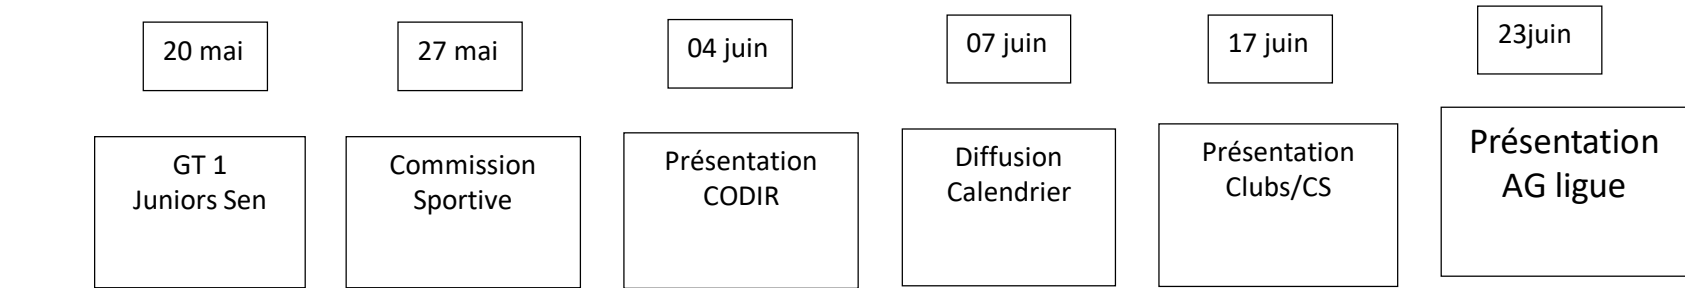 20 mai
27 mai
04 juin
07 juin
17 juin
23juin
GT 1
Juniors Sen
Commission
Sportive
Présentation
CODIR
Diffusion
Calendrier
Présentation
Clubs/CS
Présentation
AG ligue